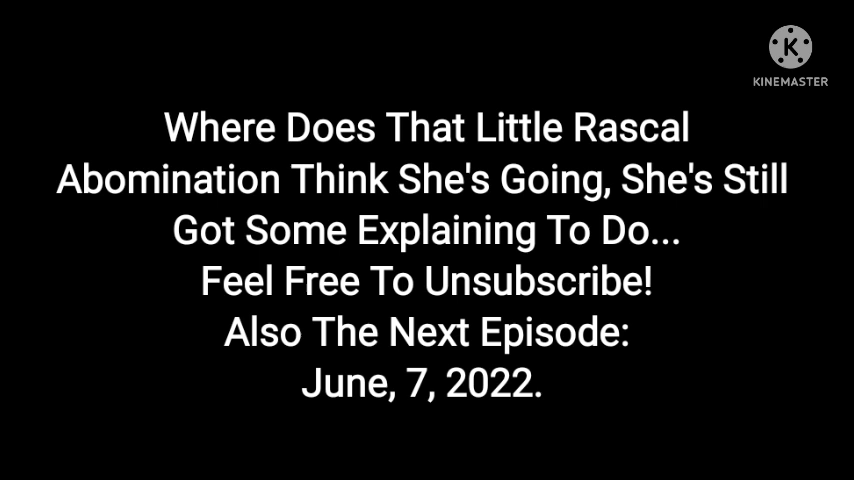 KINEMASTER
Where Does That Little Rascal
Abomination Think She's Going, She's Still
Got Some Explaining To Do...
Feel Free To Unsubscribe!
Also The Next Episode:
June, 7, 2022.